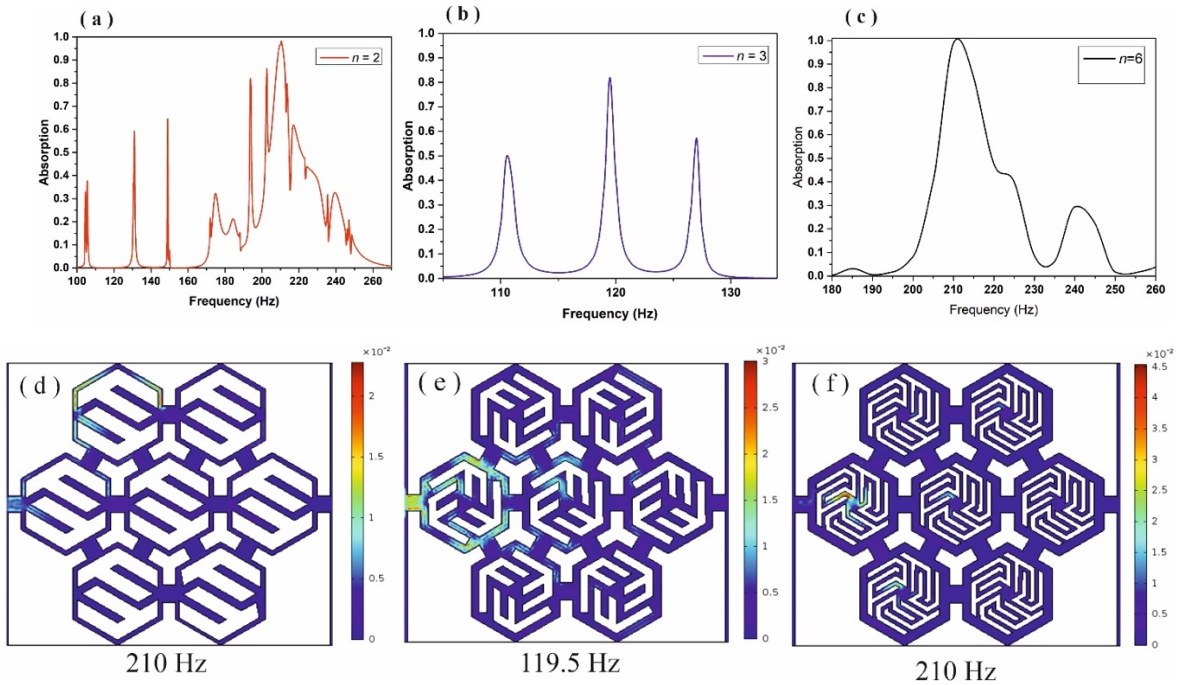 ( a )
n = 2
1.0
0.9
0.8
0.7
0.6
0.5
0.4
0.3
0.2
0.1
0.0
Absorption
100 120 140 160 180 200 220 240 260
Frequency (Hz)
( b )
n = 3
1.0
0.9
0.8
0.7
0.6
0.5
0.4
0.3
0.2
0.1
0.0
Absorption
110 120 130
Frequency (Hz)
( c )
n=6
1.0
0.9
0.8
0.7
0.6
0.5
0.4
0.3
0.2
0.1
0.0
Absorption
180 190 200 210 220 230 240 250 260
Frequency (Hz)
( d )
×10⁻²
2
1.5
1
0.5
0
210 Hz
( e )
×10⁻²
3
2.5
2
1.5
1
0.5
0
119.5 Hz
( f )
×10⁻²
4.5
4
3.5
3
2.5
2
1.5
1
0.5
0
210 Hz